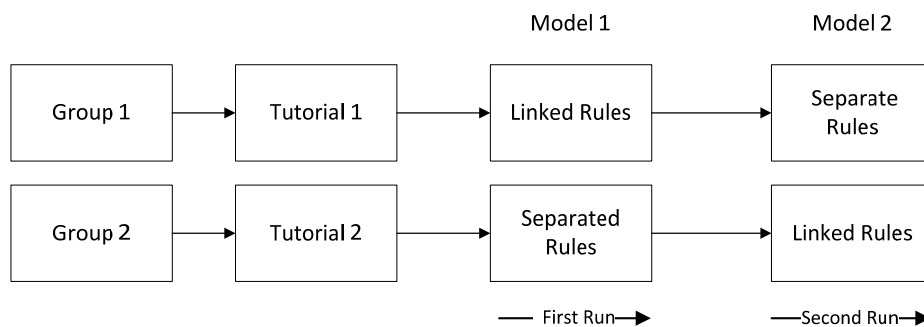 Model 1
Model 2
Group 1
Tutorial 1
Linked Rules
Separate
Rules
Group 2
Tutorial 2
Separated
Rules
Linked Rules
First Run
Second Run